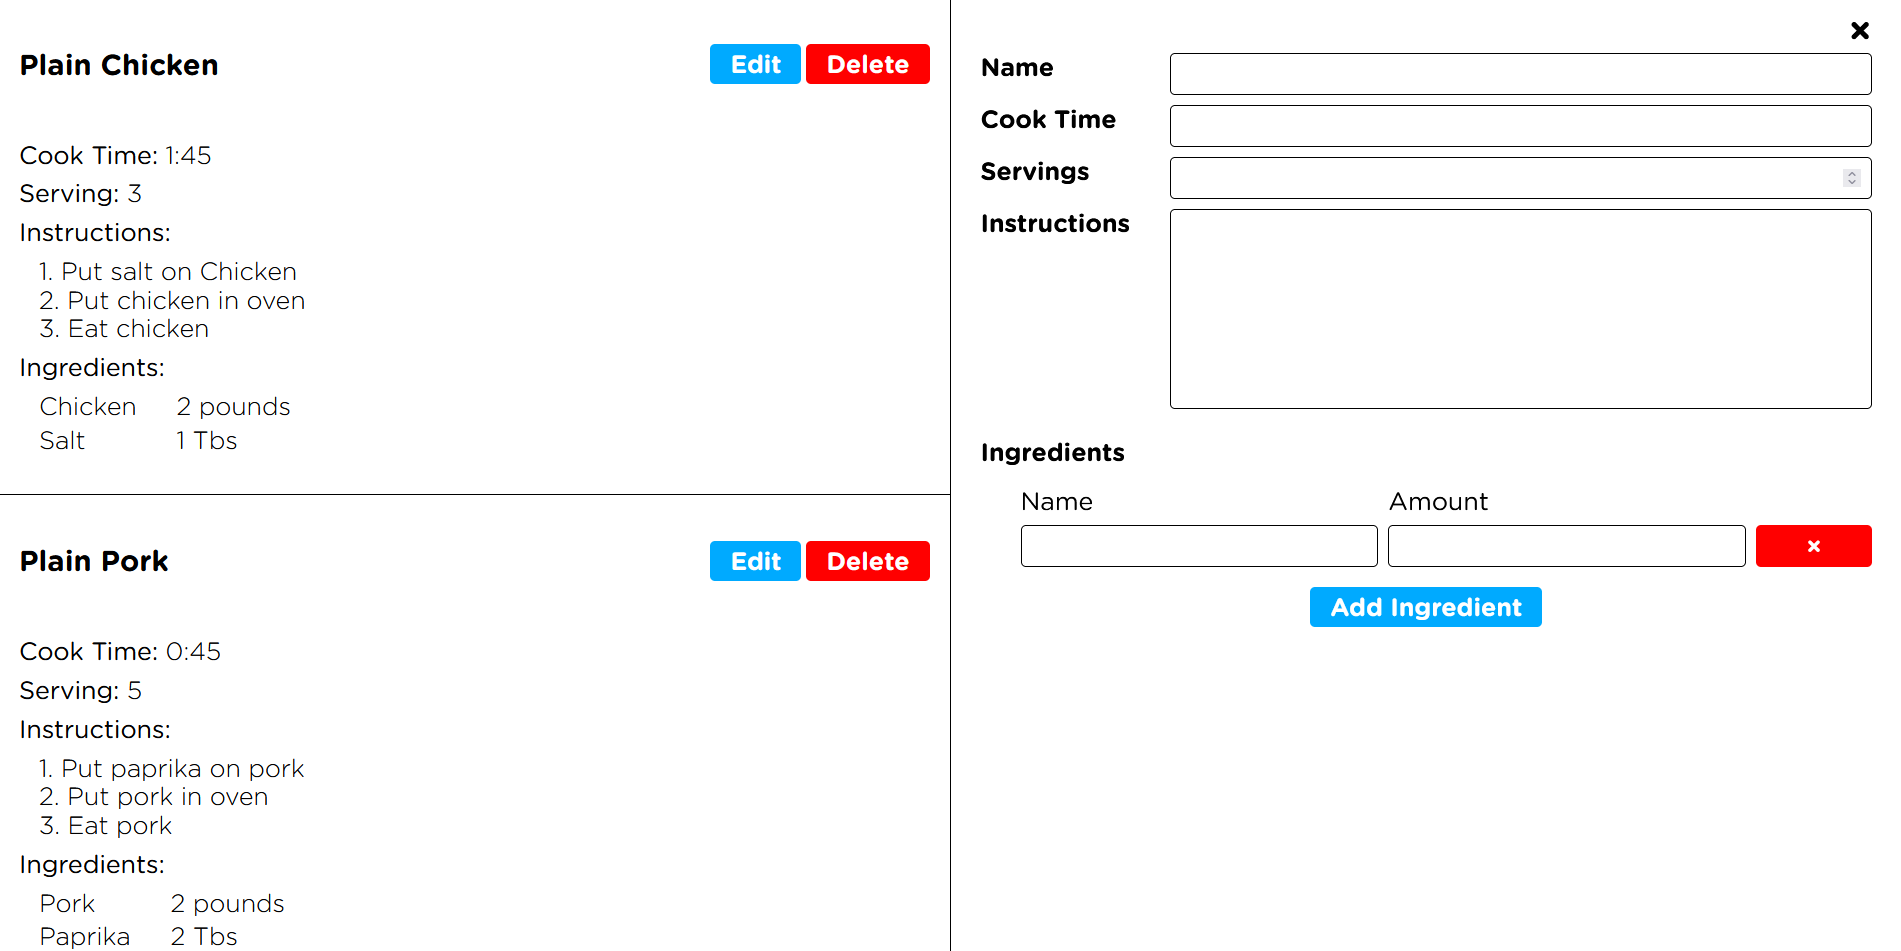 Plain Chicken
Edit
Delete
Cook Time: 1:45
Serving: 3
Instructions:
1. Put salt on Chicken
2. Put chicken in oven
3. Eat chicken
Ingredients:
Chicken 2 pounds
Salt 1 Tbs
Plain Pork
Edit
Delete
Cook Time: 0:45
Serving: 5
Instructions:
1. Put paprika on pork
2. Put pork in oven
3. Eat pork
Ingredients:
Pork 2 pounds
Paprika 2 Tbs
×
Name
Cook Time
Servings
Instructions
Ingredients
Name Amount
×
Add Ingredient